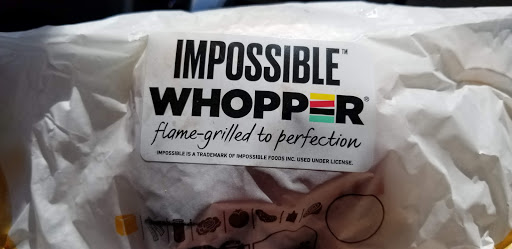 IMPOSSIBLE™
WHOPPER®
flame-grilled to perfection
IMPOSSIBLE IS A TRADEMARK OF IMPOSSIBLE FOODS INC. USED UNDER LICENSE.